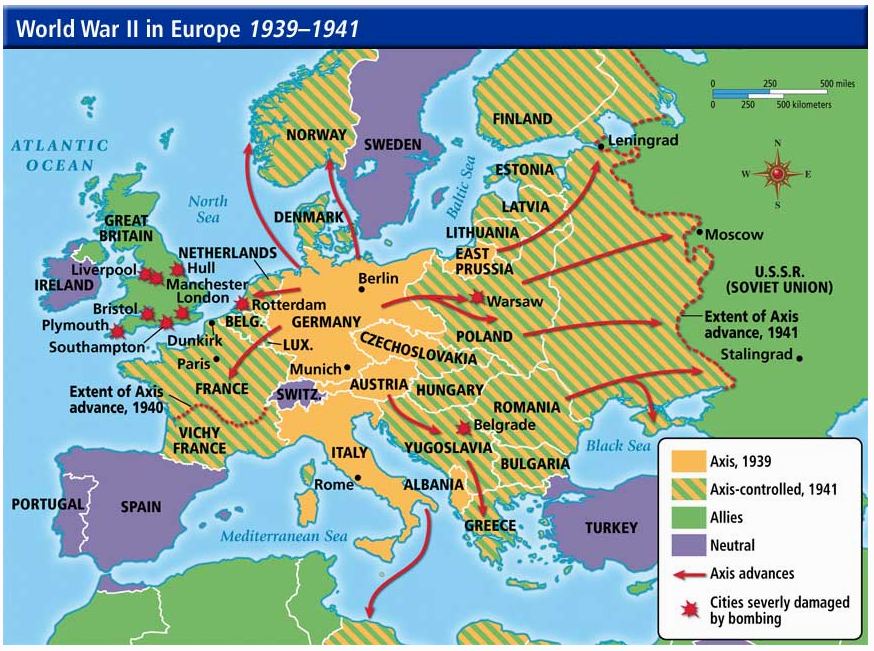 World War II in Europe 1939–1941
0 250 500 miles
0 250 500 kilometers
N
W E
S
ATLANTIC
OCEAN
North
Sea
Baltic Sea
NORWAY
SWEDEN
FINLAND
Leningrad
ESTONIA
LATVIA
LITHUANIA
EAST
PRUSSIA
DENMARK
Moscow
U.S.S.R.
(SOVIET UNION)
Extent of Axis
advance, 1941
Stalingrad
GREAT
BRITAIN
IRELAND
Liverpool
Hull
Manchester
London
Bristol
Plymouth
Southampton
NETHERLANDS
Rotterdam
BELG.
Dunkirk
LUX.
Paris
Berlin
GERMANY
Warsaw
POLAND
CZECHOSLOVAKIA
Munich
AUSTRIA
HUNGARY
FRANCE
SWITZ.
Extent of Axis
advance, 1940
VICHY
FRANCE
ROMANIA
Belgrade
YUGOSLAVIA
BULGARIA
Black Sea
ITALY
Rome
ALBANIA
GREECE
TURKEY
PORTUGAL
SPAIN
Mediterranean Sea
Axis, 1939
Axis-controlled, 1941
Allies
Neutral
Axis advances
Cities severly damaged
by bombing